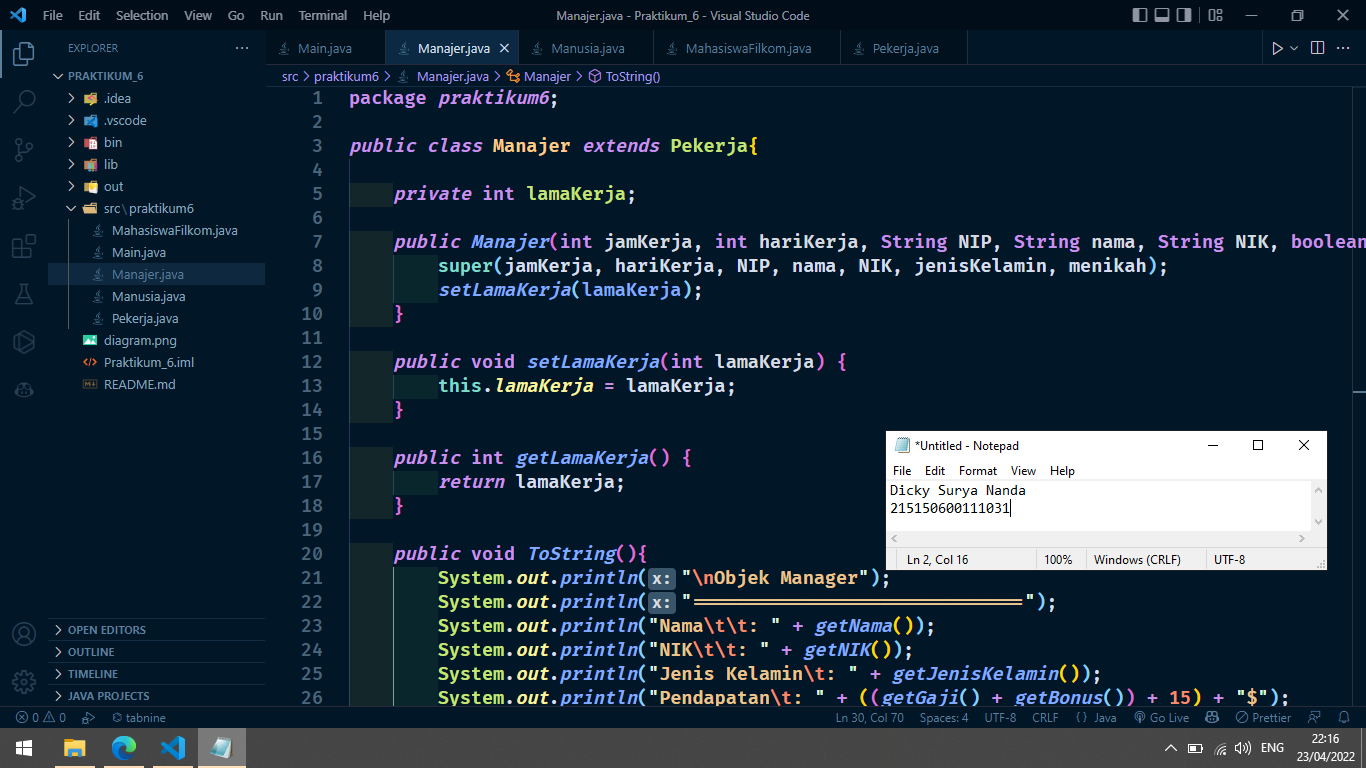 File Edit Selection View Go Run Terminal Help
Manajer.java - Praktikum_6 - Visual Studio Code
EXPLORER
PRAKTIKUM_6
.idea
.vscode
bin
lib
out
src\praktikum6
MahasiswaFilkom.java
Main.java
Manajer.java
Manusia.java
Pekerja.java
diagram.png
Praktikum_6.iml
README.md
OPEN EDITORS
OUTLINE
TIMELINE
JAVA PROJECTS
Main.java Manajer.java Manusia.java MahasiswaFilkom.java Pekerja.java
src > praktikum6 > Manajer.java > Manajer > ToString()
1 package praktikum6;
2
3 public class Manajer extends Pekerja{
4
5 private int lamaKerja;
6
7 public Manajer(int jamKerja, int hariKerja, String NIP, String nama, String NIK, boolean
8 super(jamKerja, hariKerja, NIP, nama, NIK, jenisKelamin, menikah);
9 setLamaKerja(lamaKerja);
10 }
11
12 public void setLamaKerja(int lamaKerja) {
13 this.lamaKerja = lamaKerja;
14 }
15
16 public int getLamaKerja() {
17 return lamaKerja;
18 }
19
20 public void ToString(){
21 System.out.println(x: "\nObjek Manager");
22 System.out.println(x: "==============================");
23 System.out.println("Nama\t\t: " + getNama());
24 System.out.println("NIK\t\t: " + getNIK());
25 System.out.println("Jenis Kelamin\t: " + getJenisKelamin());
26 System.out.println("Pendapatan\t: " + ((getGaji() + getBonus()) + 15) + "$");
*Untitled - Notepad
File Edit Format View Help
Dicky Surya Nanda
215150600111031
Ln 2, Col 16 100% Windows (CRLF) UTF-8
0 0 tabnine Ln 30, Col 70 Spaces: 4 UTF-8 CRLF {} Java Go Live Prettier
ENG
22:16
23/04/2022